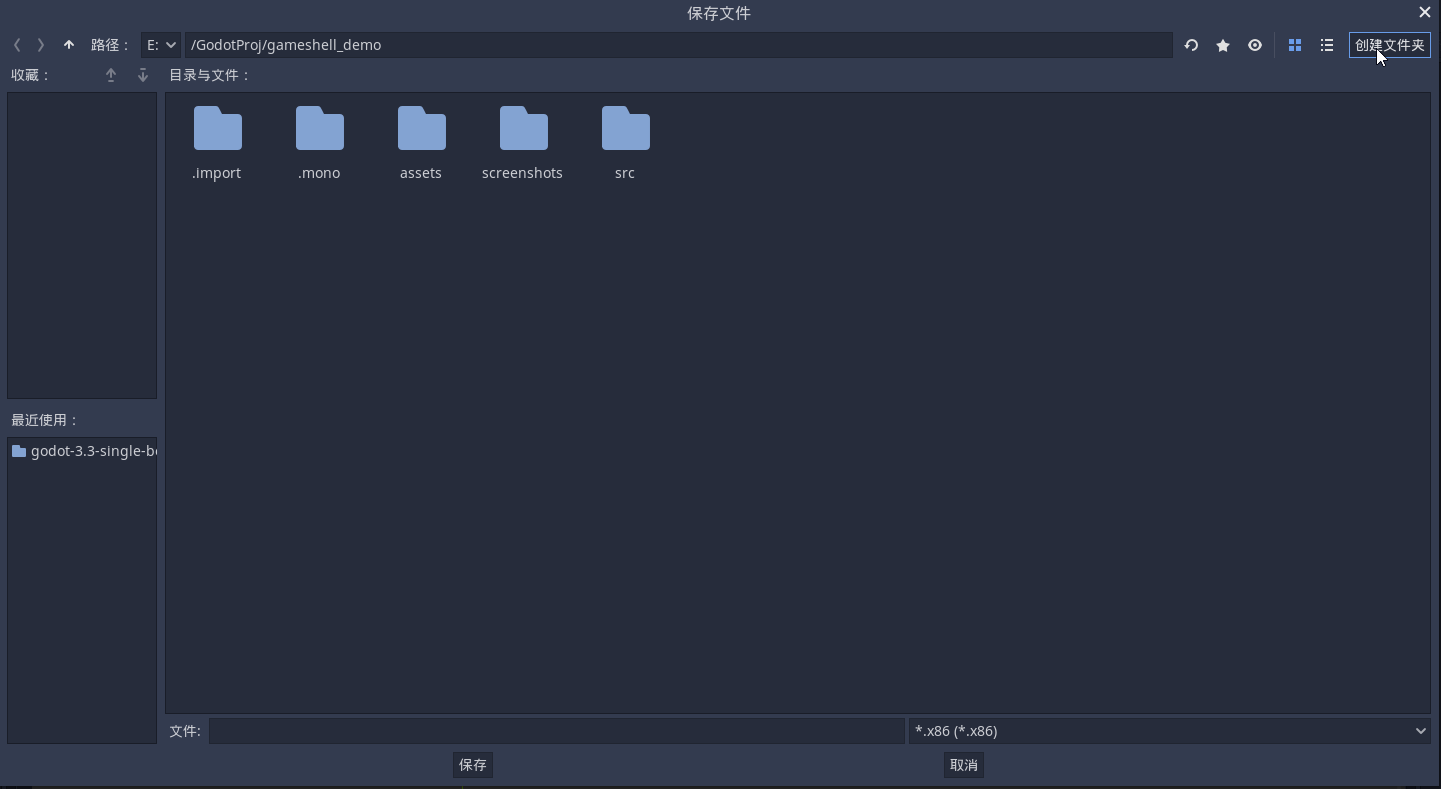 保存文件
路径： E: /GodotProj/gameshell_demo 创建文件夹
收藏： 目录与文件：
.import .mono assets screenshots src
最近使用：
godot-3.3-single-b
文件: *.x86 (*.x86)
保存 取消